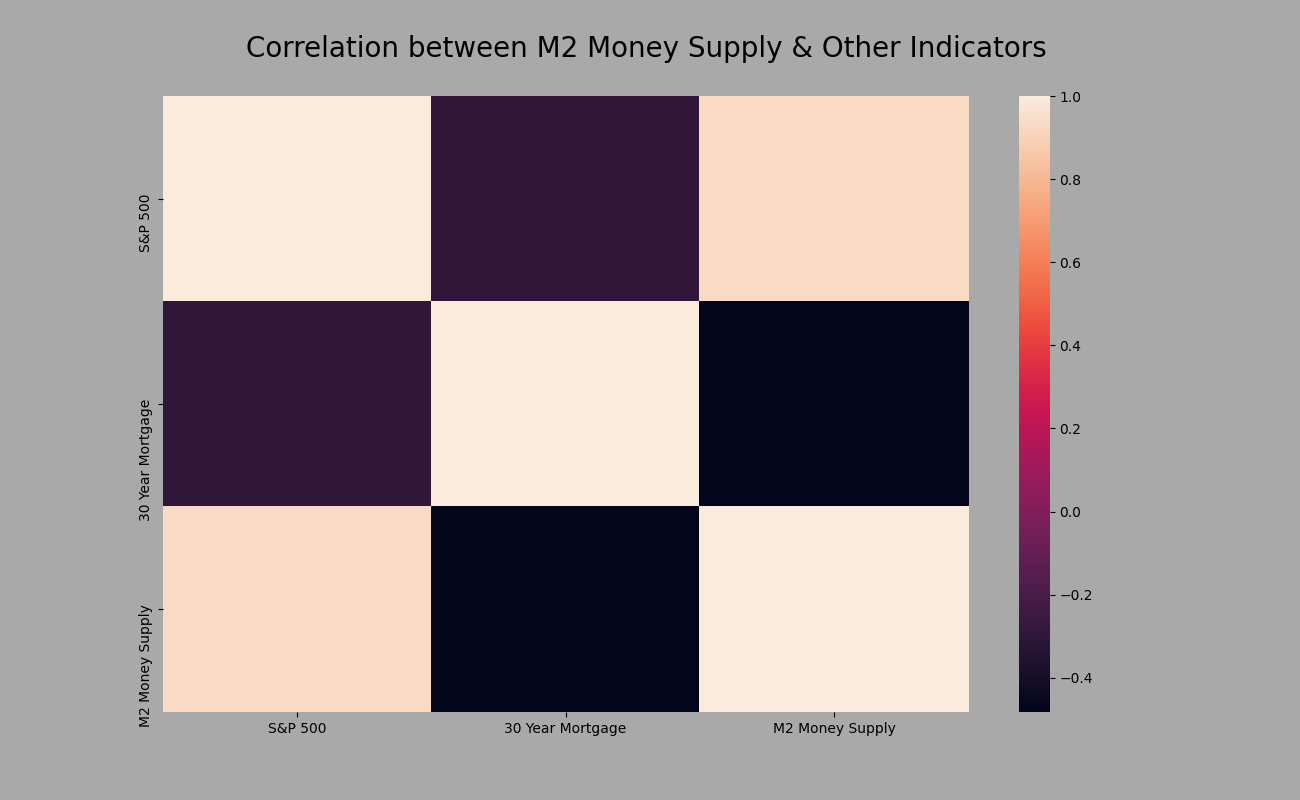 Correlation between M2 Money Supply & Other Indicators
S&P 500
30 Year Mortgage
M2 Money Supply
S&P 500
30 Year Mortgage
M2 Money Supply
1.0
0.8
0.6
0.4
0.2
0.0
−0.2
−0.4